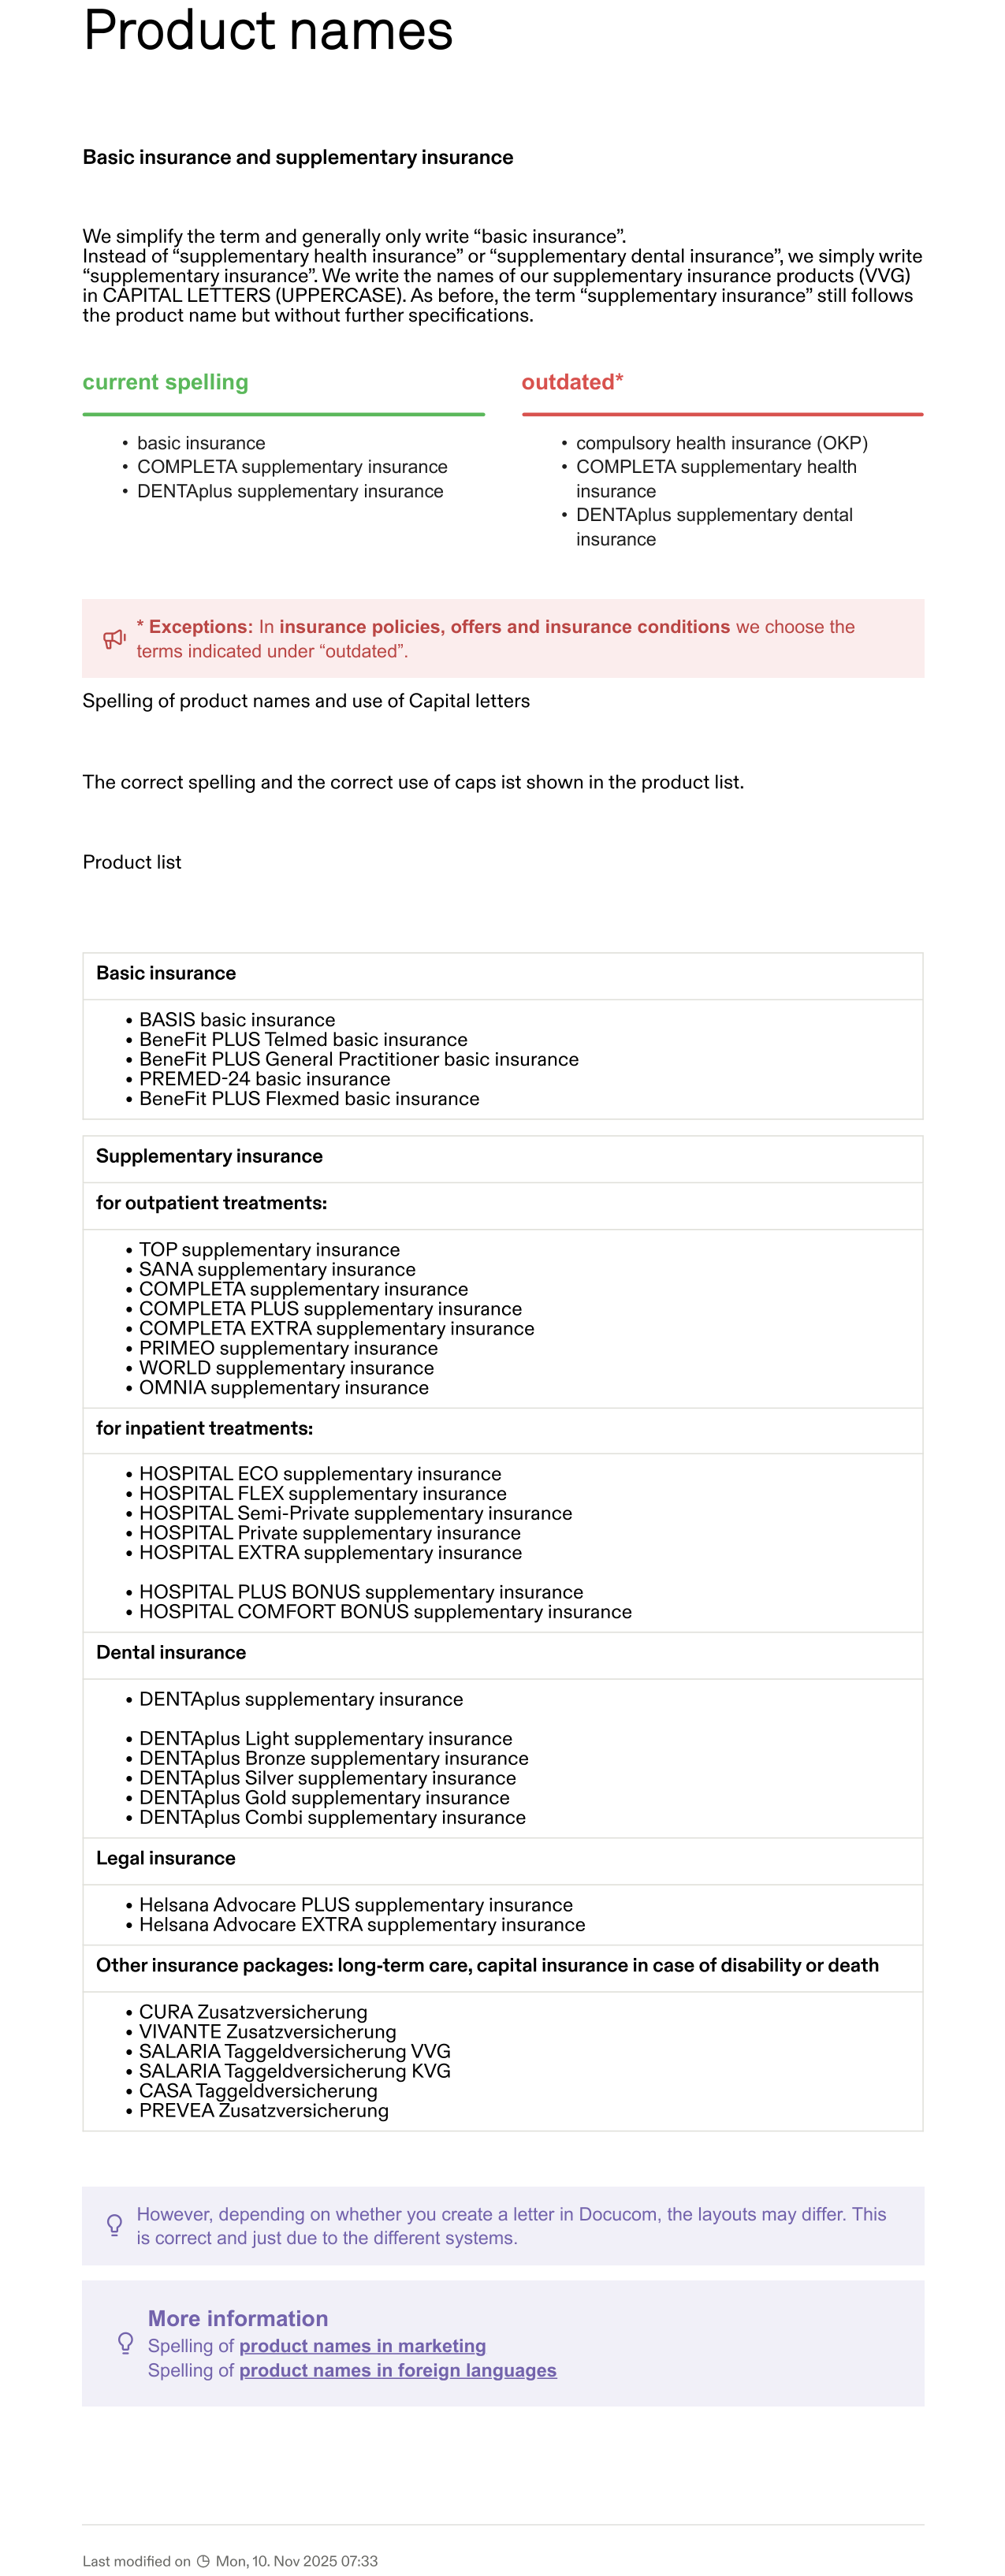 Product names
Basic insurance and supplementary insurance
We simplify the term and generally only write “basic insurance”.
Instead of “supplementary health insurance” or “supplementary dental insurance”, we simply write
“supplementary insurance”. We write the names of our supplementary insurance products (VVG)
in CAPITAL LETTERS (UPPERCASE). As before, the term “supplementary insurance” still follows
the product name but without further specifications.
current spelling
• basic insurance
• COMPLETA supplementary insurance
• DENTAplus supplementary insurance
outdated*
• compulsory health insurance (OKP)
• COMPLETA supplementary health
insurance
• DENTAplus supplementary dental
insurance
* Exceptions: In insurance policies, offers and insurance conditions we choose the
terms indicated under “outdated”.
Spelling of product names and use of Capital letters
The correct spelling and the correct use of caps ist shown in the product list.
Product list
Basic insurance
• BASIS basic insurance
• BeneFit PLUS Telmed basic insurance
• BeneFit PLUS General Practitioner basic insurance
• PREMED-24 basic insurance
• BeneFit PLUS Flexmed basic insurance
Supplementary insurance
for outpatient treatments:
• TOP supplementary insurance
• SANA supplementary insurance
• COMPLETA supplementary insurance
• COMPLETA PLUS supplementary insurance
• COMPLETA EXTRA supplementary insurance
• PRIMEO supplementary insurance
• WORLD supplementary insurance
• OMNIA supplementary insurance
for inpatient treatments:
• HOSPITAL ECO supplementary insurance
• HOSPITAL FLEX supplementary insurance
• HOSPITAL Semi-Private supplementary insurance
• HOSPITAL Private supplementary insurance
• HOSPITAL EXTRA supplementary insurance
• HOSPITAL PLUS BONUS supplementary insurance
• HOSPITAL COMFORT BONUS supplementary insurance
Dental insurance
• DENTAplus supplementary insurance
• DENTAplus Light supplementary insurance
• DENTAplus Bronze supplementary insurance
• DENTAplus Silver supplementary insurance
• DENTAplus Gold supplementary insurance
• DENTAplus Combi supplementary insurance
Legal insurance
• Helsana Advocare PLUS supplementary insurance
• Helsana Advocare EXTRA supplementary insurance
Other insurance packages: long-term care, capital insurance in case of disability or death
• CURA Zusatzversicherung
• VIVANTE Zusatzversicherung
• SALARIA Taggeldversicherung VVG
• SALARIA Taggeldversicherung KVG
• CASA Taggeldversicherung
• PREVEA Zusatzversicherung
However, depending on whether you create a letter in Docucom, the layouts may differ. This
is correct and just due to the different systems.
More information
Spelling of product names in marketing
Spelling of product names in foreign languages
Last modified on Mon, 10. Nov 2025 07:33